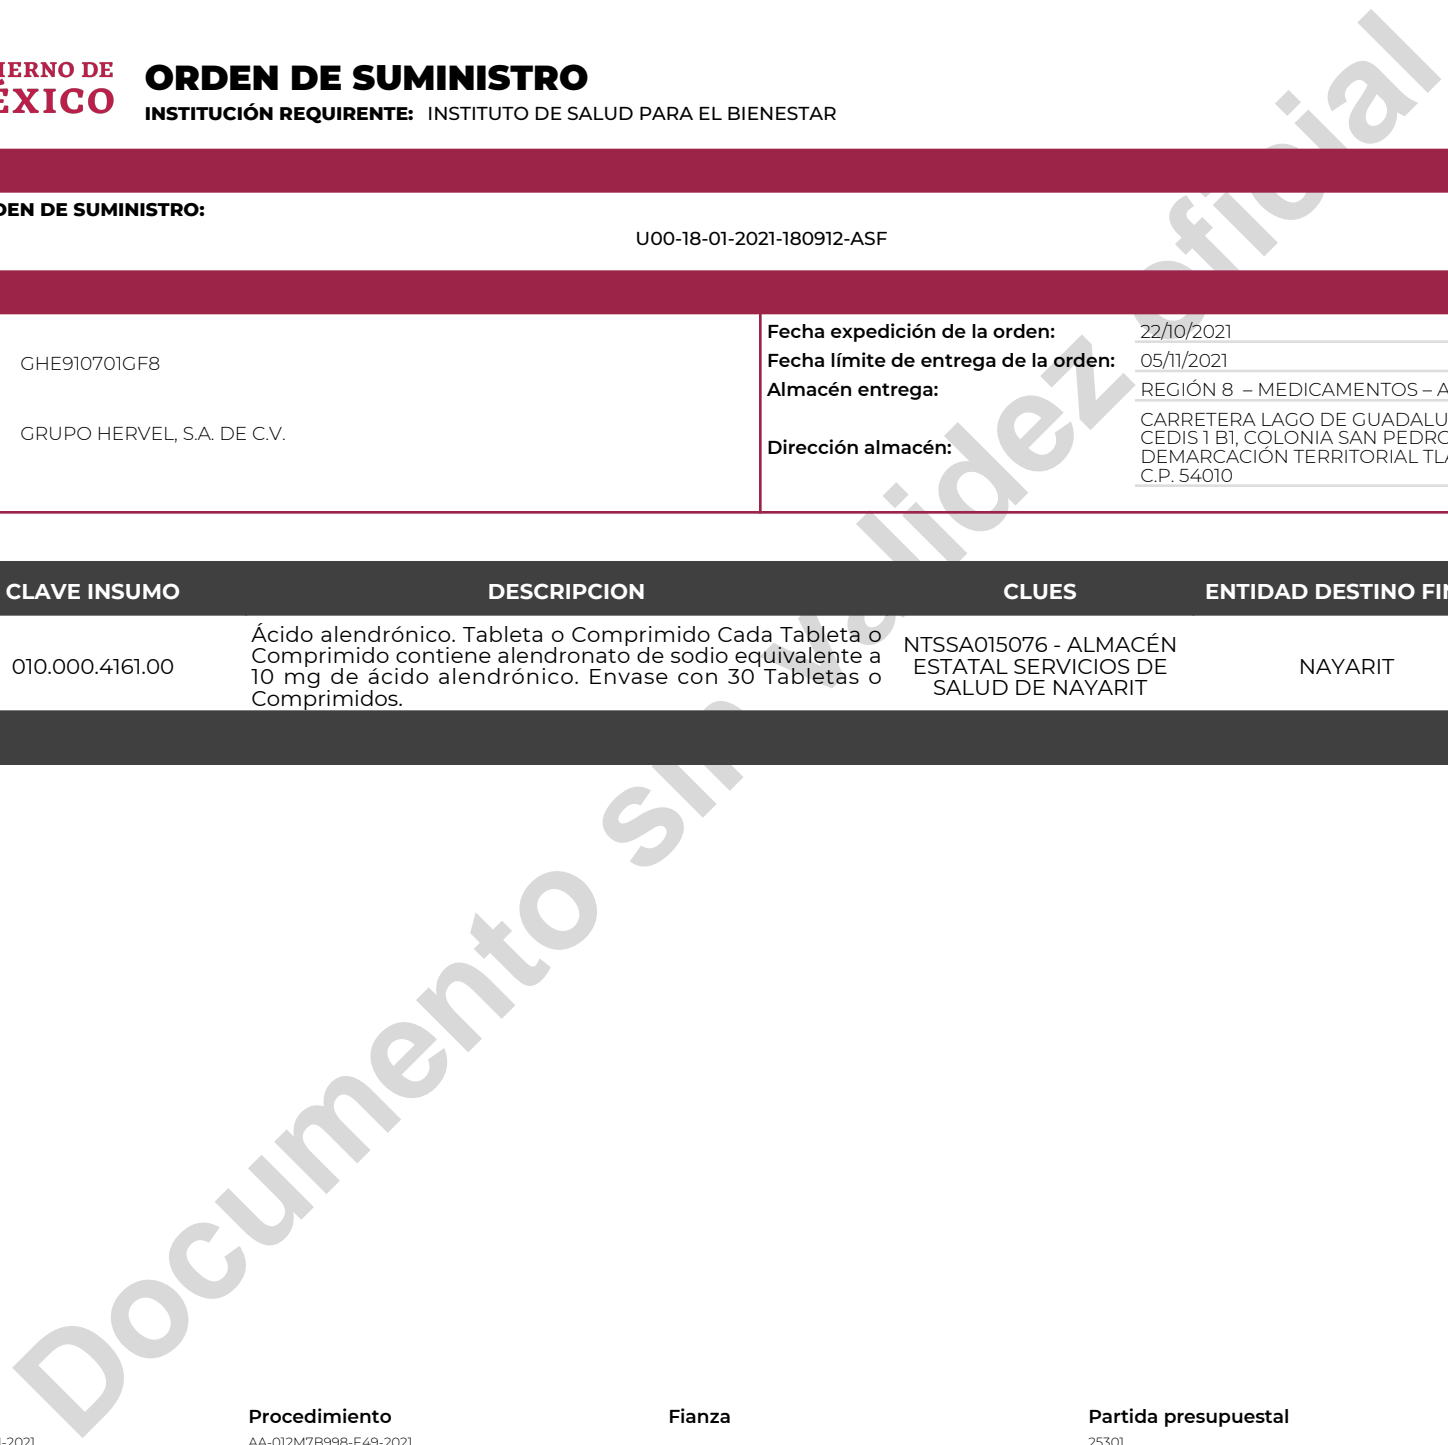 IERNO DE
ÉXICO
ORDEN DE SUMINISTRO
INSTITUCIÓN REQUIRENTE: INSTITUTO DE SALUD PARA EL BIENESTAR
DEN DE SUMINISTRO:
U00-18-01-2021-180912-ASF
GHE910701GF8
GRUPO HERVEL, S.A. DE C.V.
Fecha expedición de la orden: 22/10/2021
Fecha límite de entrega de la orden: 05/11/2021
Almacén entrega: REGIÓN 8 – MEDICAMENTOS – A
Dirección almacén:
CARRETERA LAGO DE GUADALU
CEDIS 1 B1, COLONIA SAN PEDRO
DEMARCACIÓN TERRITORIAL TLA
C.P. 54010
CLAVE INSUMO DESCRIPCION CLUES ENTIDAD DESTINO FIN
010.000.4161.00
Ácido alendrónico. Tableta o Comprimido Cada Tableta o
Comprimido contiene alendronato de sodio equivalente a
10 mg de ácido alendrónico. Envase con 30 Tabletas o
Comprimidos.
NTSSA015076 - ALMACÉN
ESTATAL SERVICIOS DE
SALUD DE NAYARIT
NAYARIT
Documento sin validez oficial
Procedimiento Fianza Partida presupuestal
-2021 AA-012M7B998-E49-2021 25301